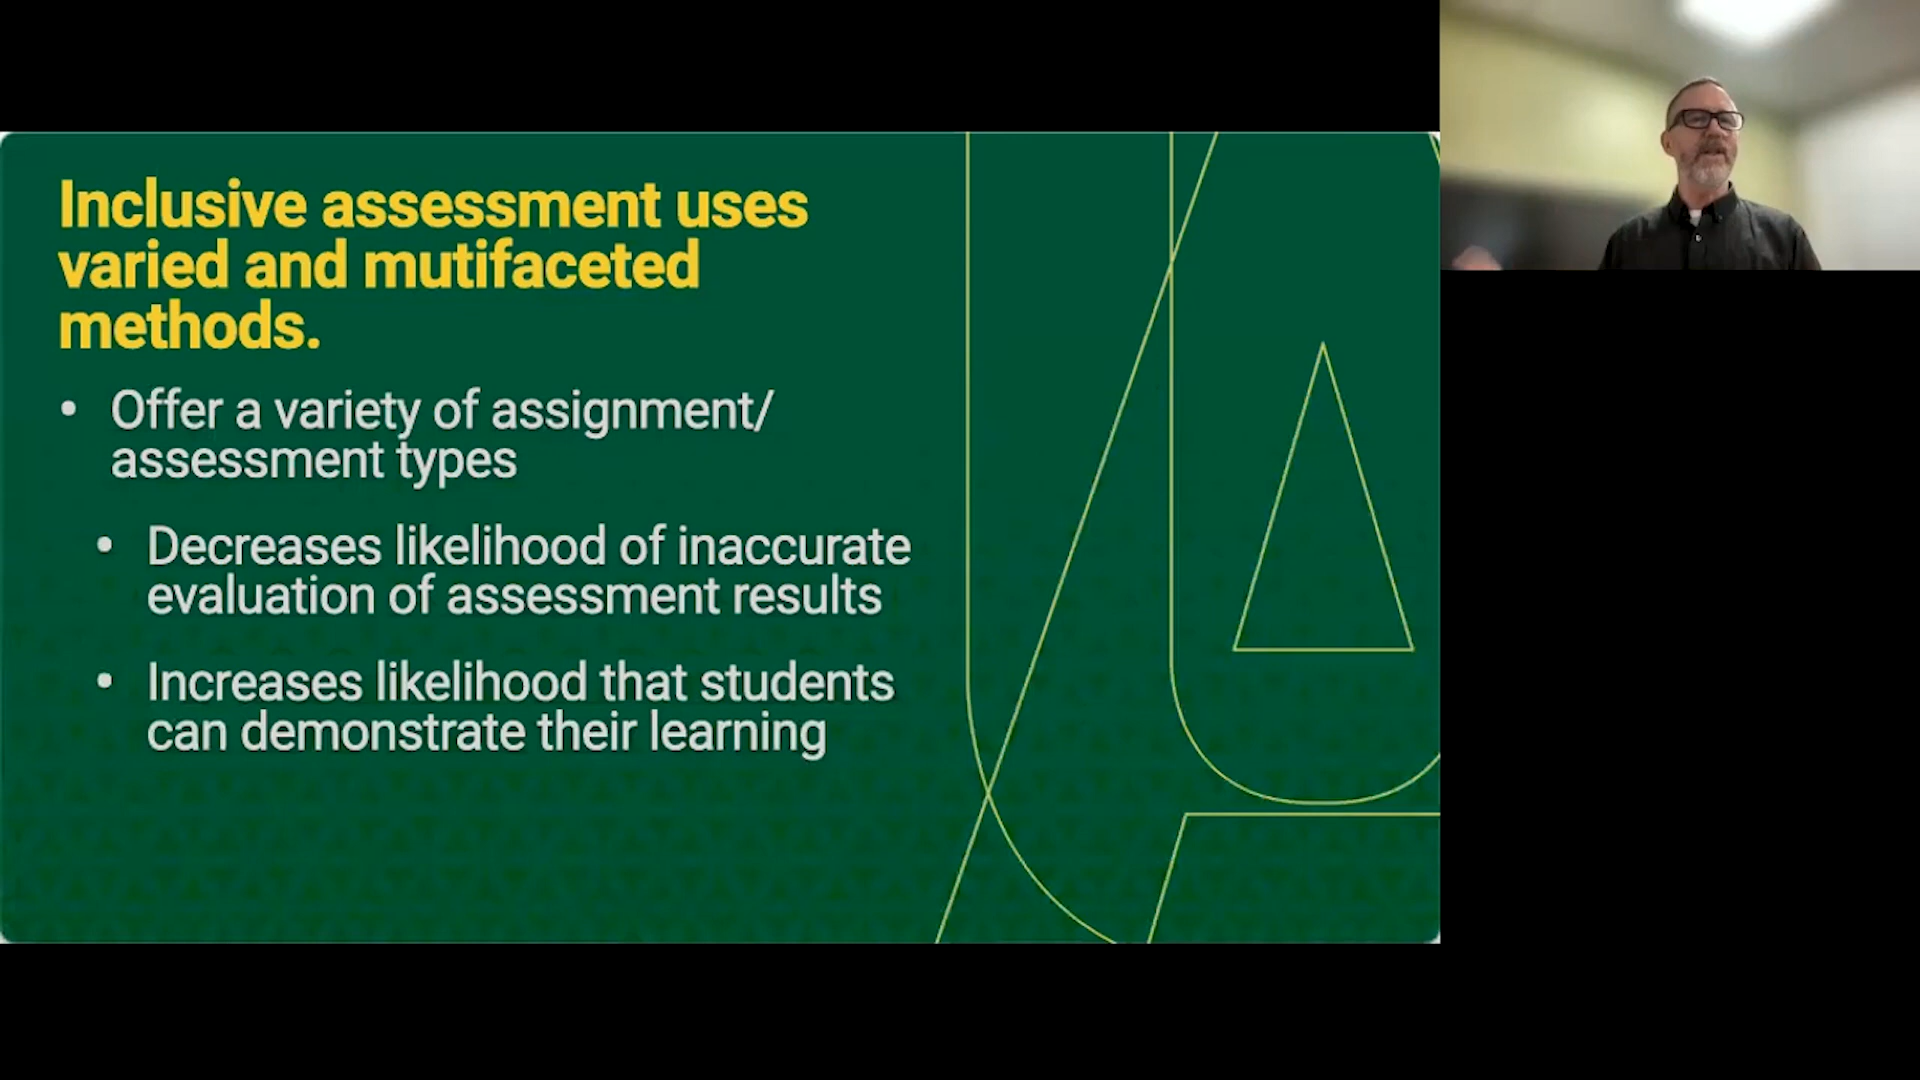 Inclusive assessment uses
varied and mutifaceted
methods.
• Offer a variety of assignment/
assessment types
• Decreases likelihood of inaccurate
evaluation of assessment results
• Increases likelihood that students
can demonstrate their learning